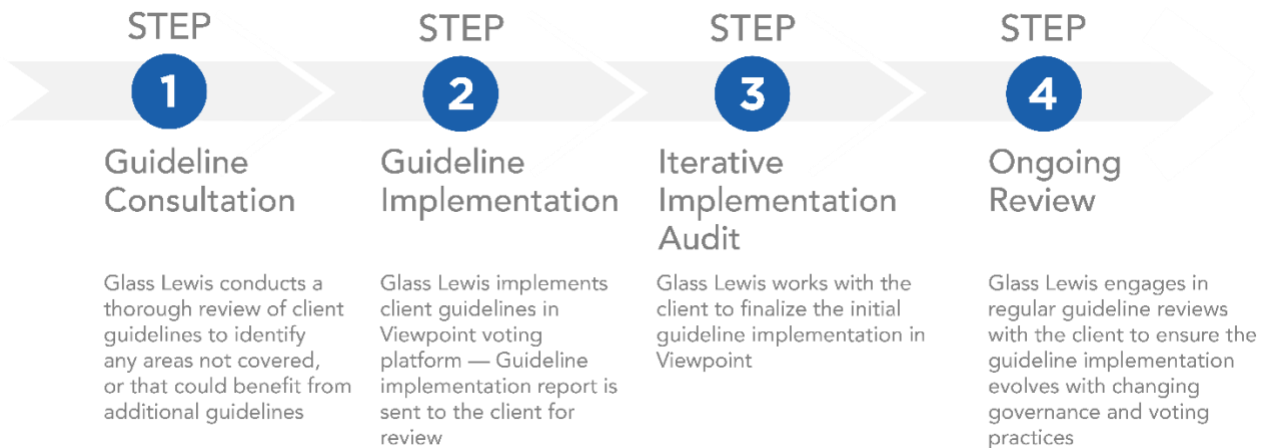 STEP
1
Guideline
Consultation
Glass Lewis conducts a
thorough review of client
guidelines to identify
any areas not covered,
or that could benefit from
additional guidelines
STEP
2
Guideline
Implementation
Glass Lewis implements
client guidelines in
Viewpoint voting
platform — Guideline
implementation report is
sent to the client for
review
STEP
3
Iterative
Implementation
Audit
Glass Lewis works with the
client to finalize the initial
guideline implementation in
Viewpoint
STEP
4
Ongoing
Review
Glass Lewis engages in
regular guideline reviews
with the client to ensure the
guideline implementation
evolves with changing
governance and voting
practices